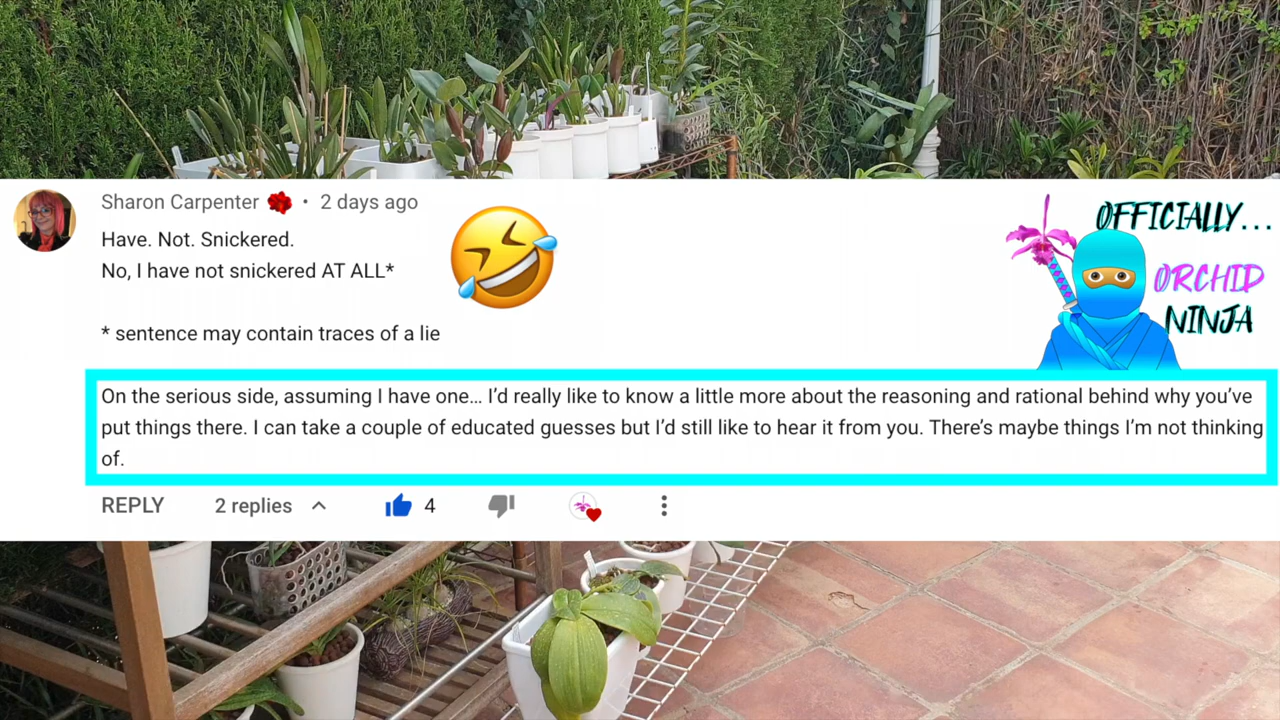 Sharon Carpenter • 2 days ago
Have. Not. Snickered.
No, I have not snickered AT ALL*
* sentence may contain traces of a lie
OFFICIALLY...
ORCHID
NINJA
On the serious side, assuming I have one… I’d really like to know a little more about the reasoning and rational behind why you’ve
put things there. I can take a couple of educated guesses but I’d still like to hear it from you. There’s maybe things I’m not thinking
of.
REPLY 2 replies 4